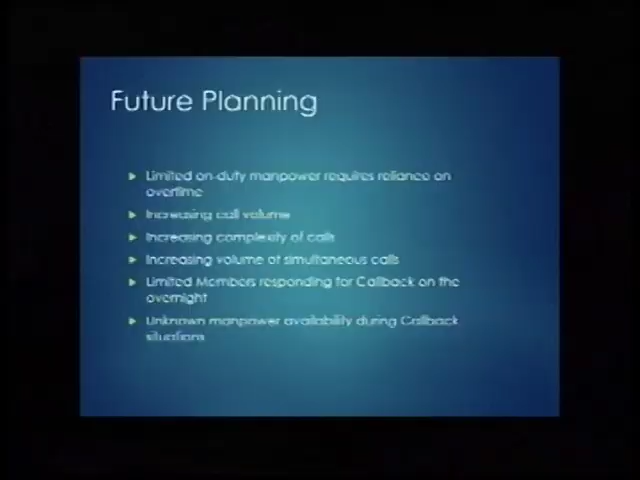 Future Planning
Limited on-duty manpower requires reliance on
overtime
Increasing call volume
Increasing complexity of calls
Increasing volume of simultaneous calls
Limited Members responding for Callback on the
overnight
Unknown manpower availability during Callback
situations